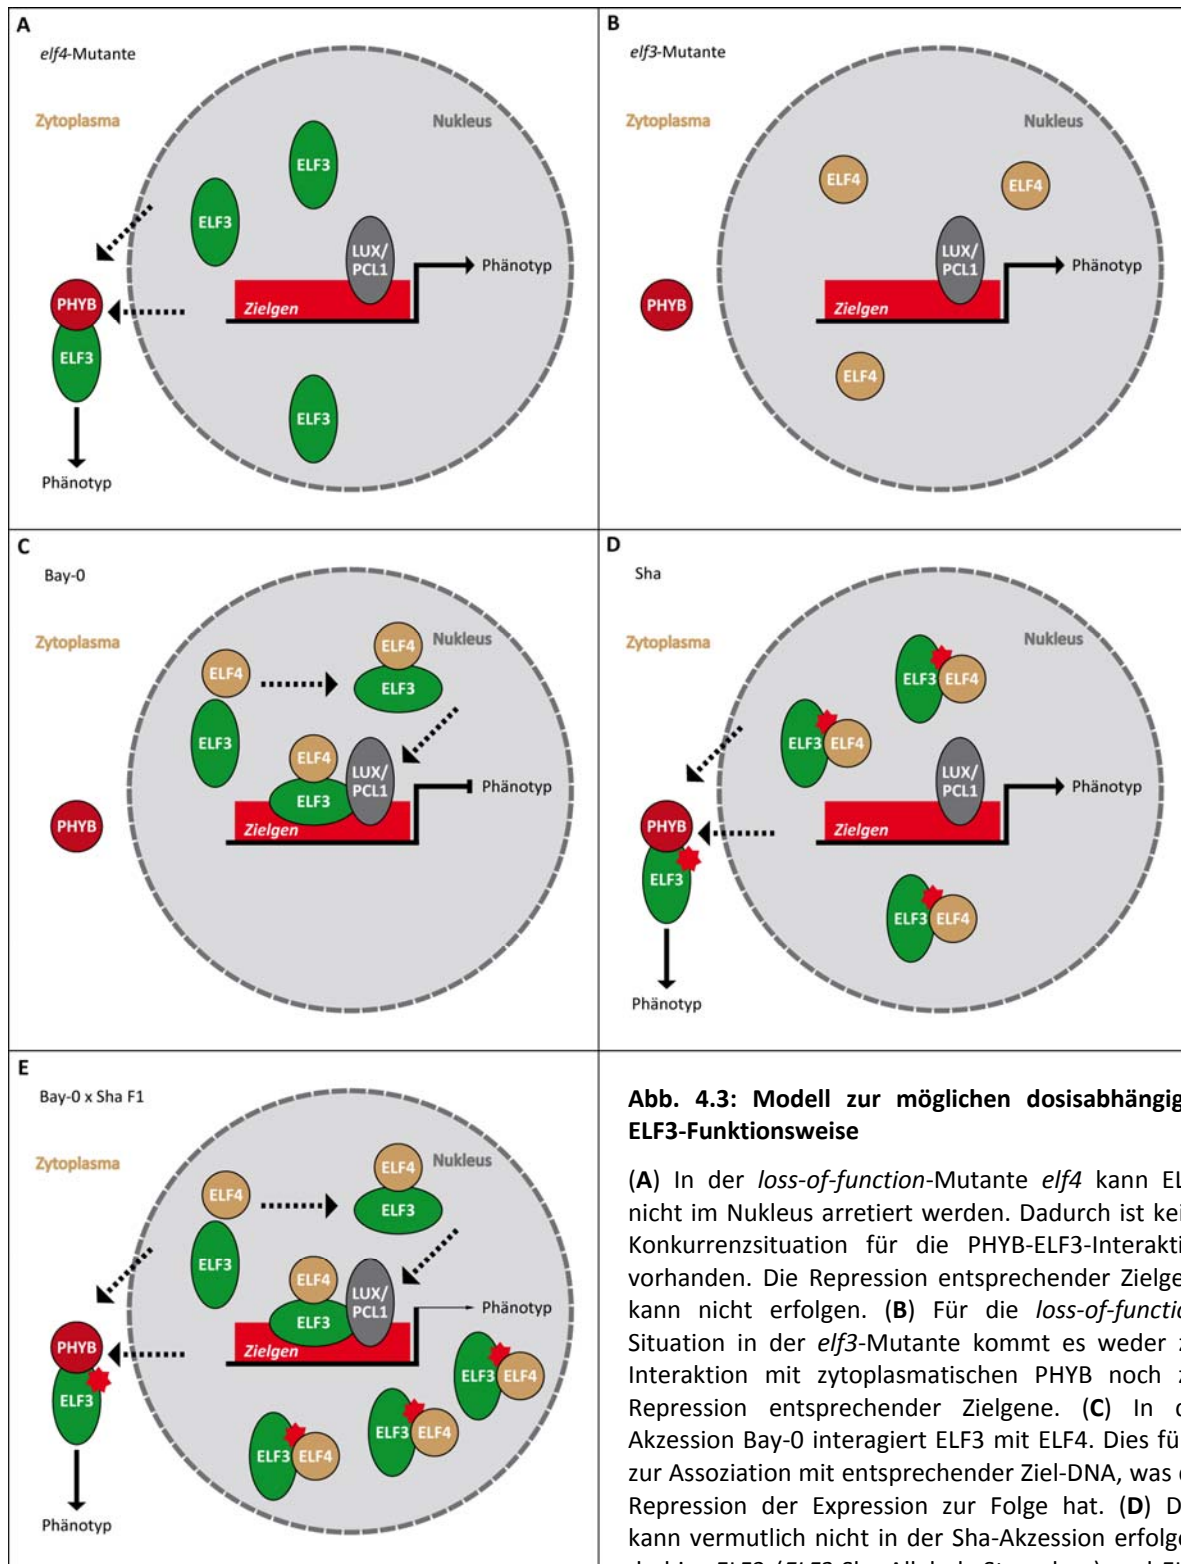 A
elf4-Mutante
Zytoplasma
Nukleus
ELF3
ELF3
LUX/
PCL1
Phänotyp
PHYB
Zielgen
ELF3
ELF3
Phänotyp
B
elf3-Mutante
Zytoplasma
Nukleus
ELF4
ELF4
LUX/
PCL1
Phänotyp
PHYB
Zielgen
ELF4
C
Bay-0
Zytoplasma
Nukleus
ELF4
ELF4
ELF3
ELF3
ELF4
LUX/
PCL1
Phänotyp
ELF3
PHYB
Zielgen
D
Sha
Zytoplasma
Nukleus
ELF3
ELF4
ELF3
ELF4
LUX/
PCL1
Phänotyp
PHYB
Zielgen
ELF3
ELF3
ELF4
Phänotyp
E
Bay-0 x Sha F1
Zytoplasma
Nukleus
ELF4
ELF4
ELF3
ELF3
ELF4
LUX/
PCL1
Phänotyp
ELF3
PHYB
Zielgen
ELF3
ELF3
ELF4
ELF3
ELF4
ELF3
ELF4
Phänotyp
Abb. 4.3: Modell zur möglichen dosisabhängig
ELF3-Funktionsweise
(A) In der loss-of-function-Mutante elf4 kann EL
nicht im Nukleus arretiert werden. Dadurch ist kei
Konkurrenzsituation für die PHYB-ELF3-Interakti
vorhanden. Die Repression entsprechender Zielge
kann nicht erfolgen. (B) Für die loss-of-functio
Situation in der elf3-Mutante kommt es weder z
Interaktion mit zytoplasmatischen PHYB noch z
Repression entsprechender Zielgene. (C) In d
Akzession Bay-0 interagiert ELF3 mit ELF4. Dies fü
zur Assoziation mit entsprechender Ziel-DNA, was d
Repression der Expression zur Folge hat. (D) D
kann vermutlich nicht in der Sha-Akzession erfolge